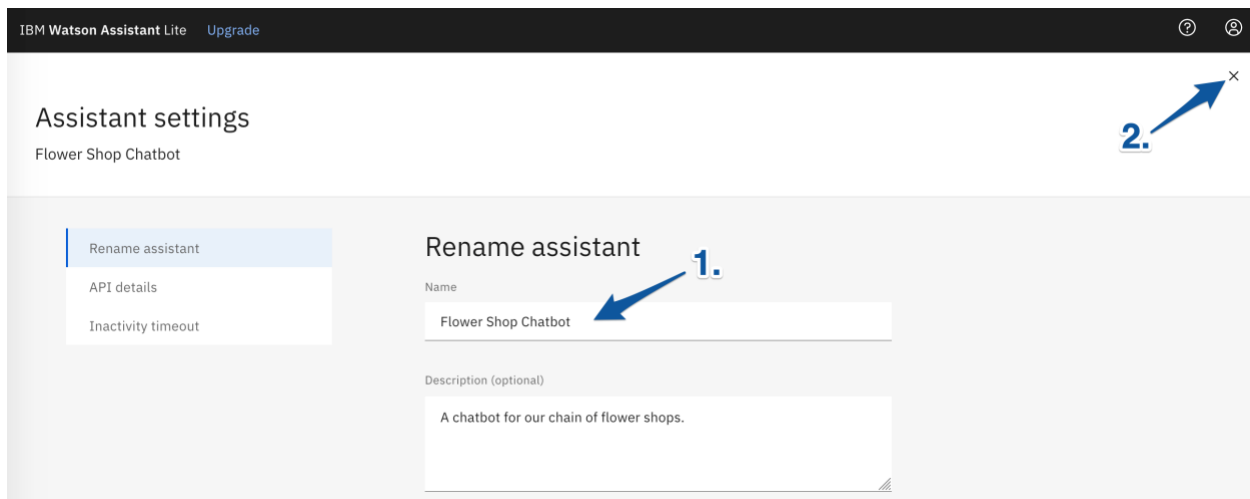 IBM Watson Assistant Lite Upgrade
Assistant settings
Flower Shop Chatbot
2.
Rename assistant
API details
Inactivity timeout
Rename assistant
1.
Name
Flower Shop Chatbot
Description (optional)
A chatbot for our chain of flower shops.